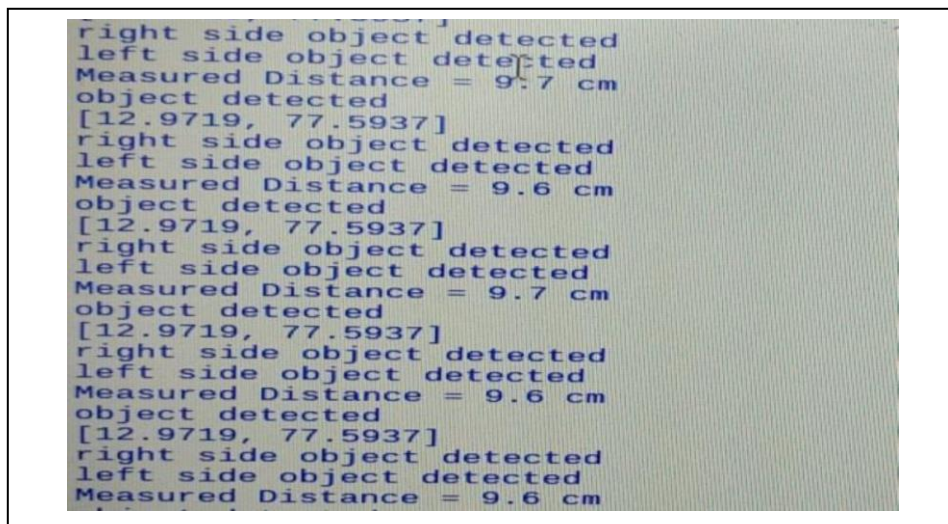 right side object detected
left side object detected
Measured Distance = 9.7 cm
object detected
[12.9719, 77.5937]
right side object detected
left side object detected
Measured Distance = 9.6 cm
object detected
[12.9719, 77.5937]
right side object detected
left side object detected
Measured Distance = 9.7 cm
object detected
[12.9719, 77.5937]
right side object detected
left side object detected
Measured Distance = 9.6 cm
object detected
[12.9719, 77.5937]
right side object detected
left side object detected
Measured Distance = 9.6 cm